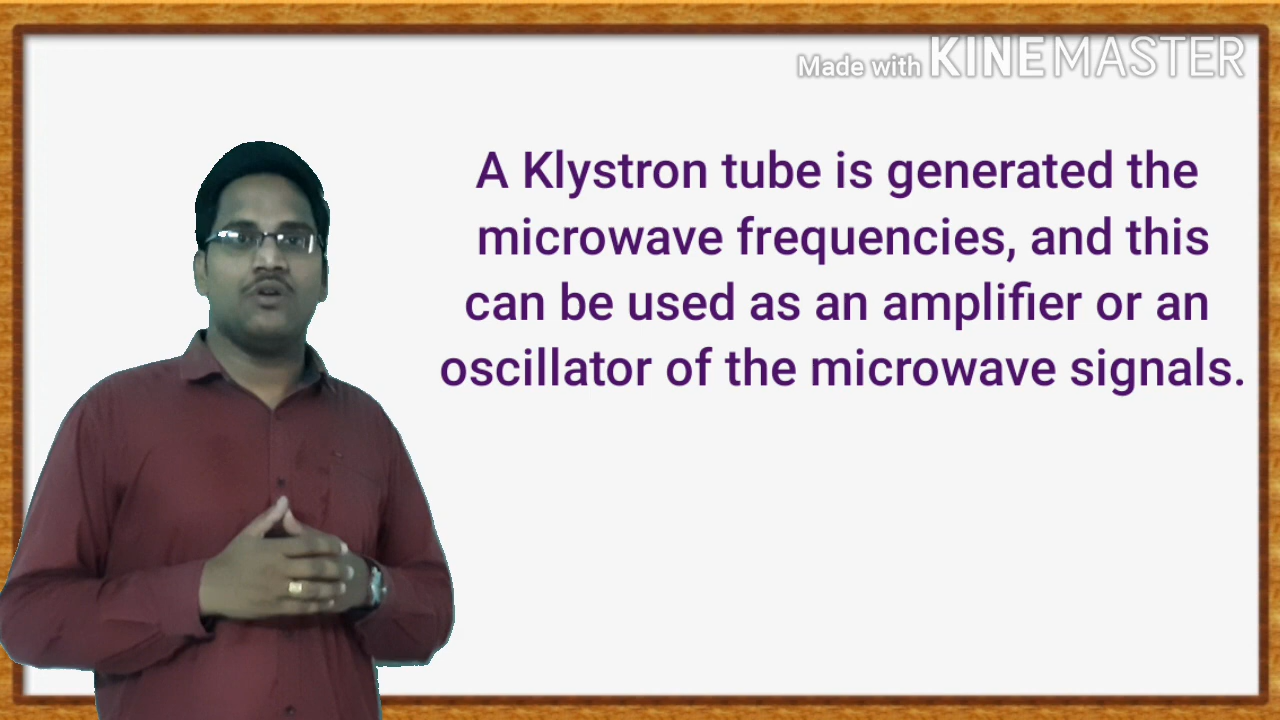 Made with KINEMASTER
A Klystron tube is generated the
microwave frequencies, and this
can be used as an amplifier or an
oscillator of the microwave signals.